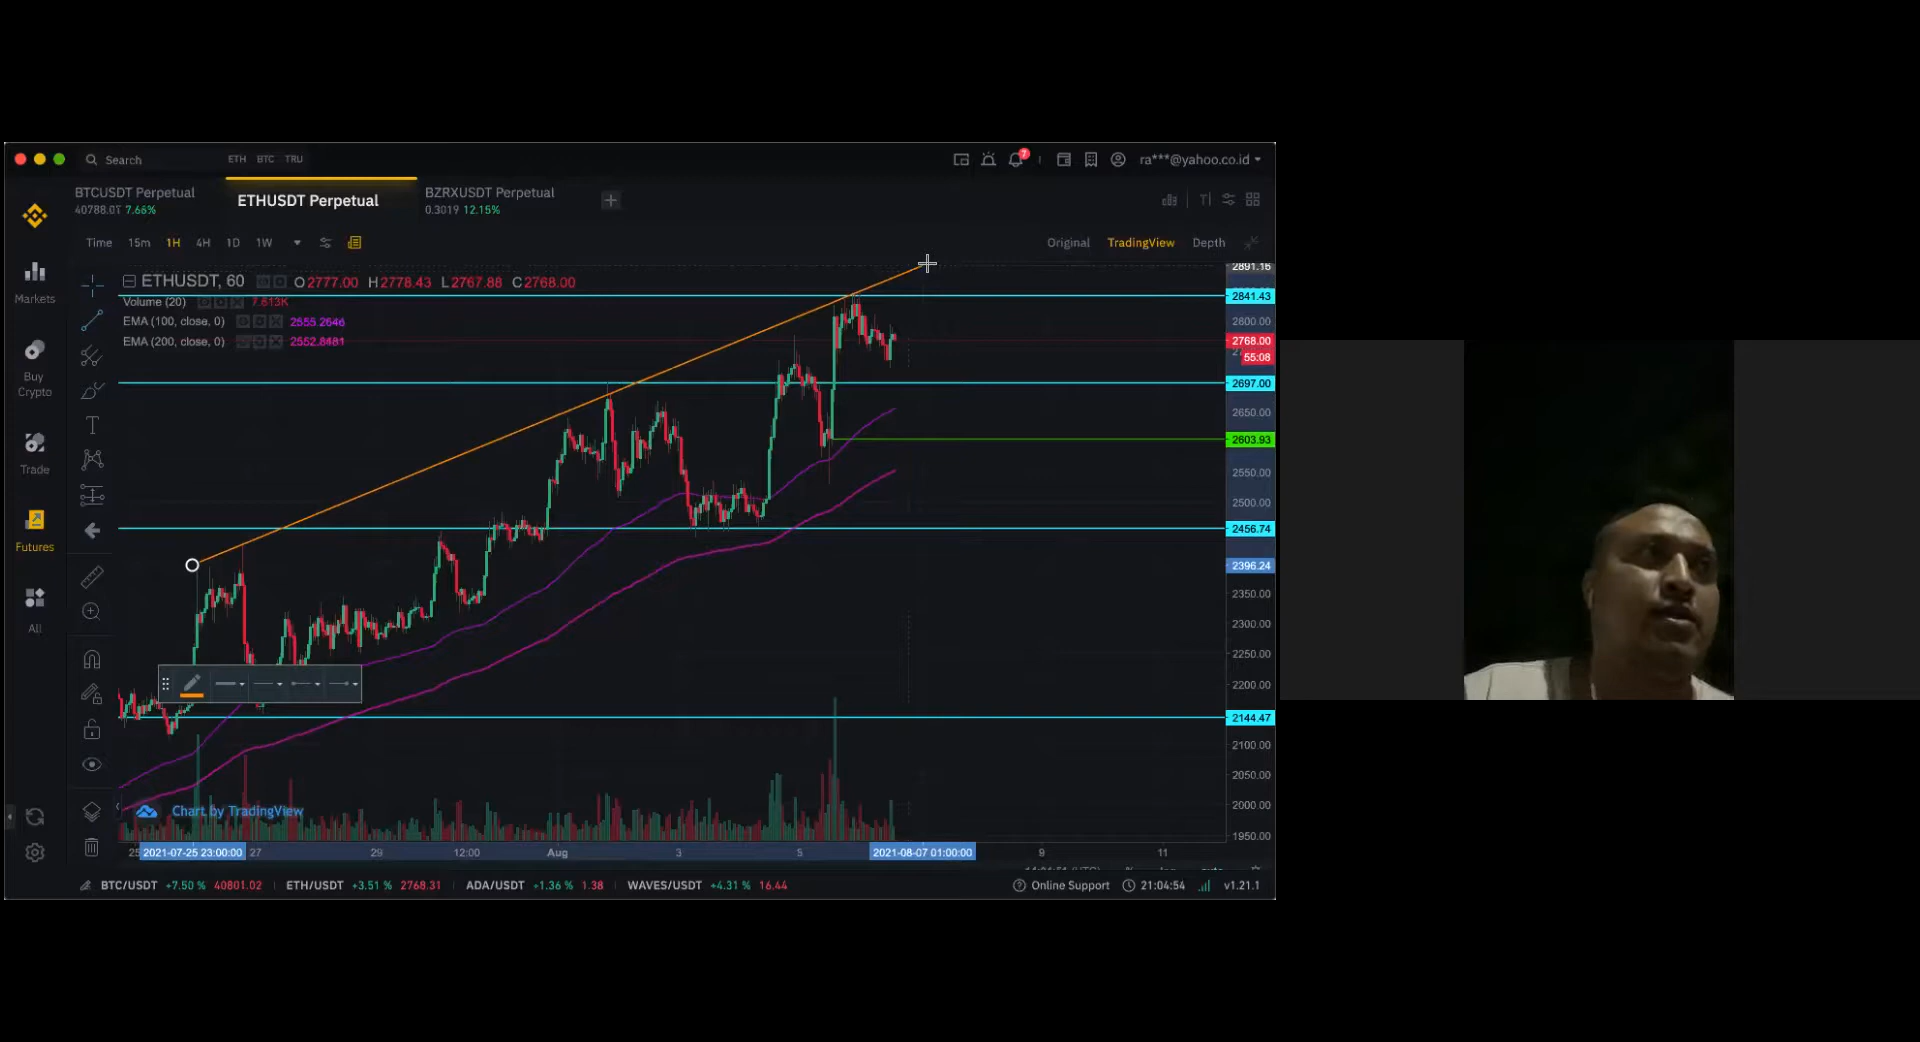 Search ETH BTC TRU 7 ra***@yahoo.co.id
BTCUSDT Perpetual
40788.01 7.66%
ETHUSDT Perpetual
BZRXUSDT Perpetual
0.3019 12.15%
Time 15m 1H 4H 1D 1W Original TradingView Depth
ETHUSDT, 60 O2777.00 H2778.43 L2767.88 C2768.00
Volume (20) 7.613K
EMA (100, close, 0)
EMA (200, close, 0)
Markets
Buy
Crypto
Trade
Futures
All
2891.16
2841.43
2800.00
2768.00
55:08
2697.00
2650.00
2603.93
2550.00
2500.00
2456.74
2396.24
2350.00
2300.00
2250.00
2200.00
2144.47
2100.00
2050.00
2000.00
1950.00
Chart by TradingView
25 2021-07-25 23:00:00 27 29 12:00 Aug 3 5 2021-08-07 01:00:00 9 11
BTC/USDT +7.50 % 40801.02 ETH/USDT +3.51 % 2768.31 ADA/USDT +1.36 % 1.38 WAVES/USDT +4.31 % 16.44 Online Support 21:04:54 v1.21.1